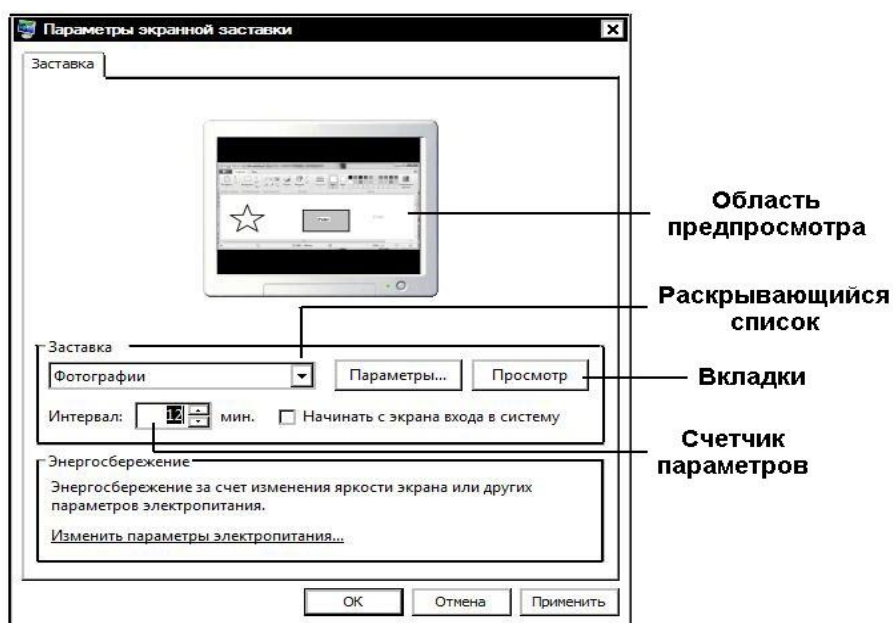 Параметры экранной заставки
Заставка
Область
предпросмотра
Раскрывающийся
список
Заставка
Фотографии
Параметры...
Просмотр
Вкладки
Интервал: 12 мин.
Начинать с экрана входа в систему
Счетчик
параметров
Энергосбережение
Энергосбережение за счет изменения яркости экрана или других
параметров электропитания.
Изменить параметры электропитания...
OK
Отмена
Применить